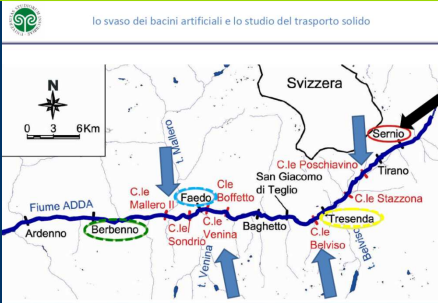 lo svaso dei bacini artificiali e lo studio del trasporto solido
N
0 3 6Km
Svizzera
Sernio
t. Mallero
C.le Poschiavino
Tirano
Faedo
Cle
Boffetto
San Giacomo
di Teglio
C.le
Mallero II
C.le Stazzona
Fiume ADDA
Tresenda
Ardenno
Berbenno
C.le
Sondrio
C.le
Venina
Baghetto
C.le
Belviso
t. Venina
t. Belviso